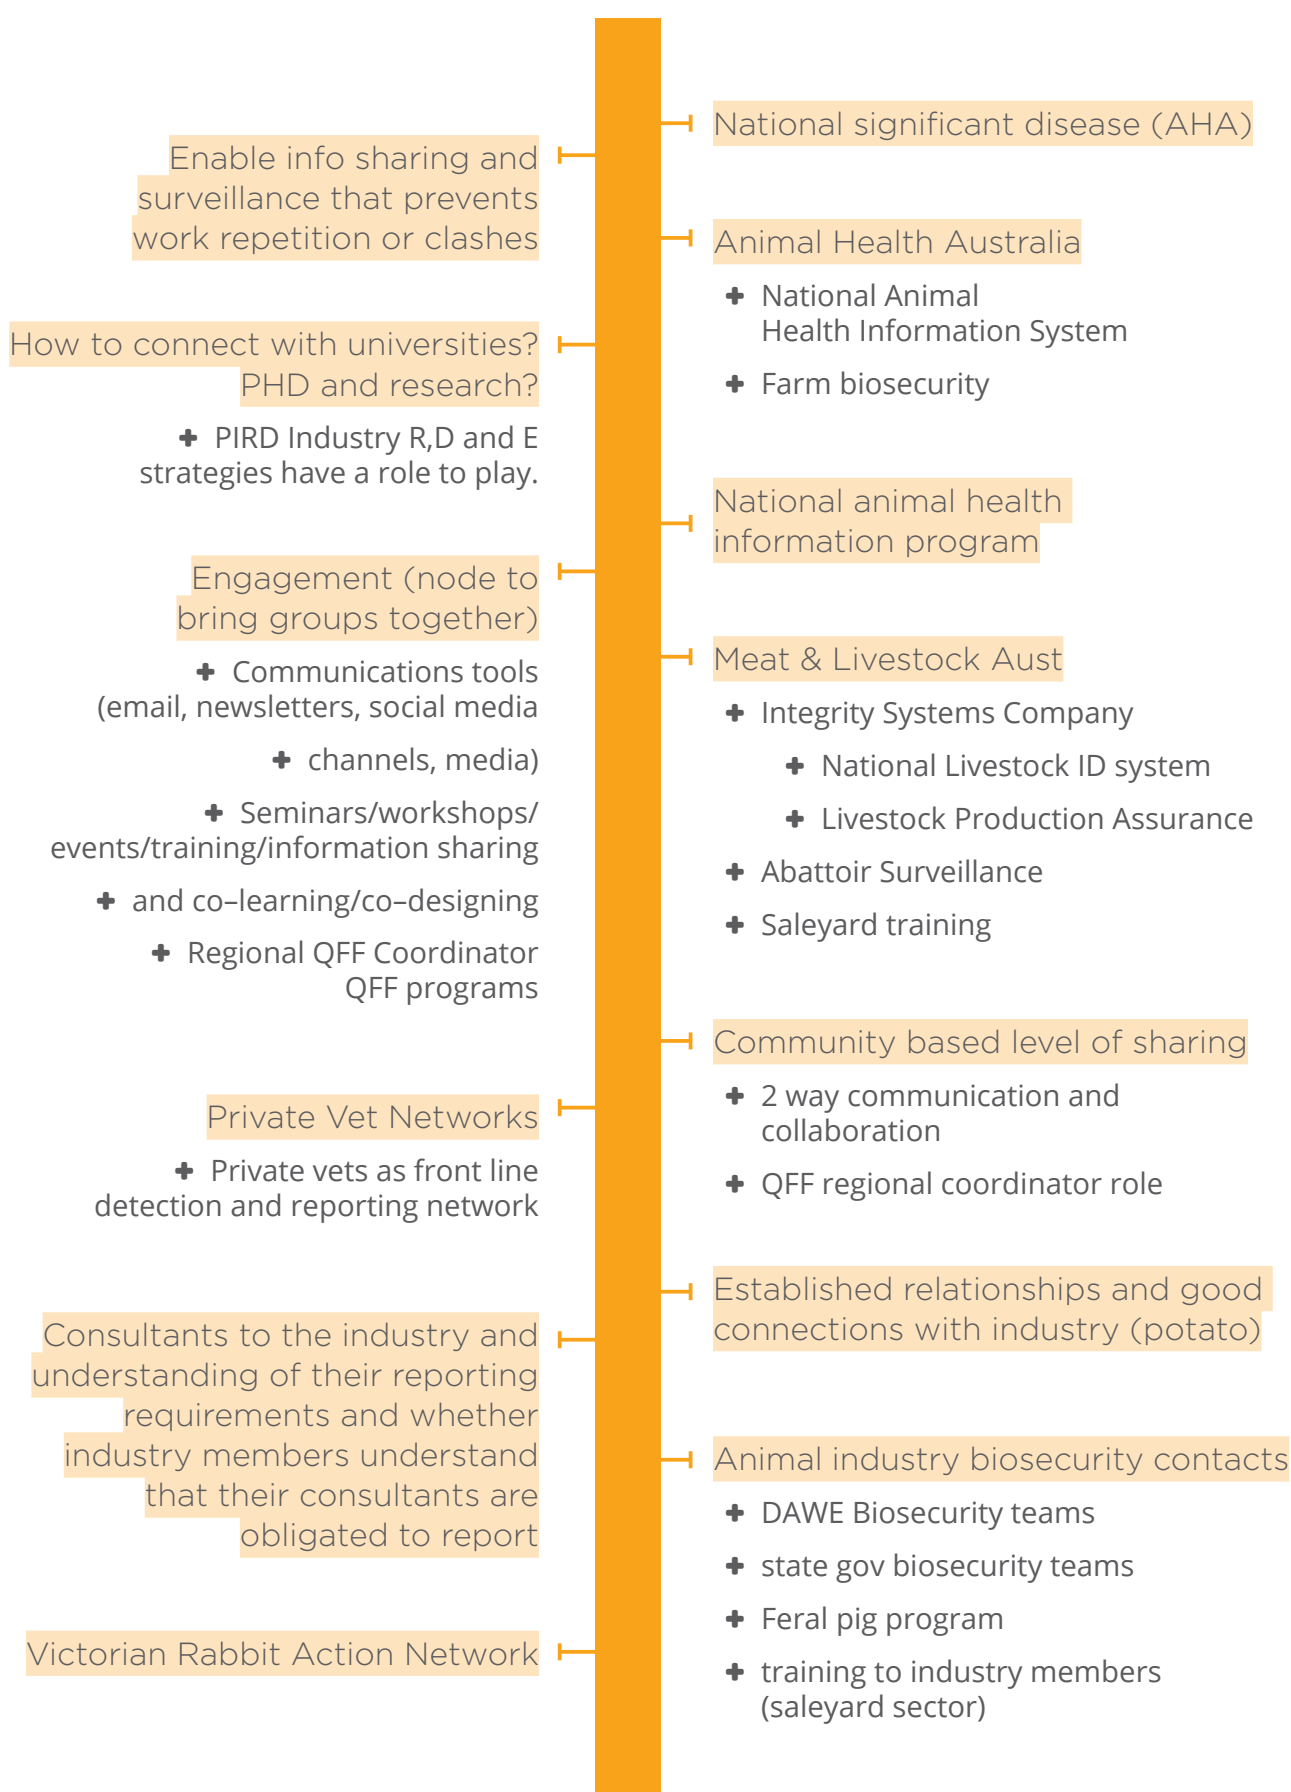 Enable info sharing and
surveillance that prevents
work repetition or clashes
How to connect with universities?
PHD and research?
+ PIRD Industry R,D and E
strategies have a role to play.
Engagement (node to
bring groups together)
+ Communications tools
(email, newsletters, social media
+ channels, media)
+ Seminars/workshops/
events/training/information sharing
+ and co–learning/co–designing
+ Regional QFF Coordinator
QFF programs
Private Vet Networks
+ Private vets as front line
detection and reporting network
Consultants to the industry and
understanding of their reporting
requirements and whether
industry members understand
that their consultants are
obligated to report
Victorian Rabbit Action Network
National significant disease (AHA)
Animal Health Australia
+ National Animal
Health Information System
+ Farm biosecurity
National animal health
information program
Meat & Livestock Aust
+ Integrity Systems Company
+ National Livestock ID system
+ Livestock Production Assurance
+ Abattoir Surveillance
+ Saleyard training
Community based level of sharing
+ 2 way communication and
collaboration
+ QFF regional coordinator role
Established relationships and good
connections with industry (potato)
Animal industry biosecurity contacts
+ DAWE Biosecurity teams
+ state gov biosecurity teams
+ Feral pig program
+ training to industry members
(saleyard sector)